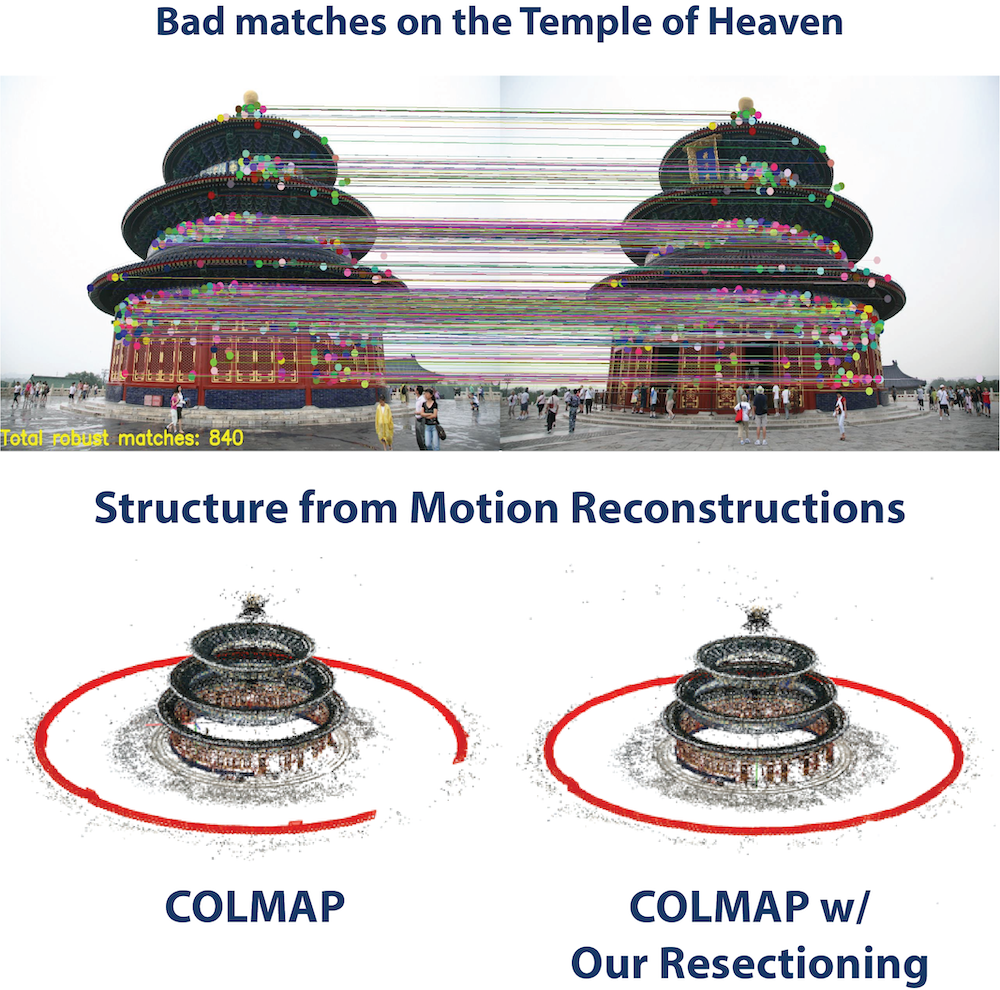 Bad matches on the Temple of Heaven
Total robust matches: 840
Structure from Motion Reconstructions
COLMAP
COLMAP w/
Our Resectioning